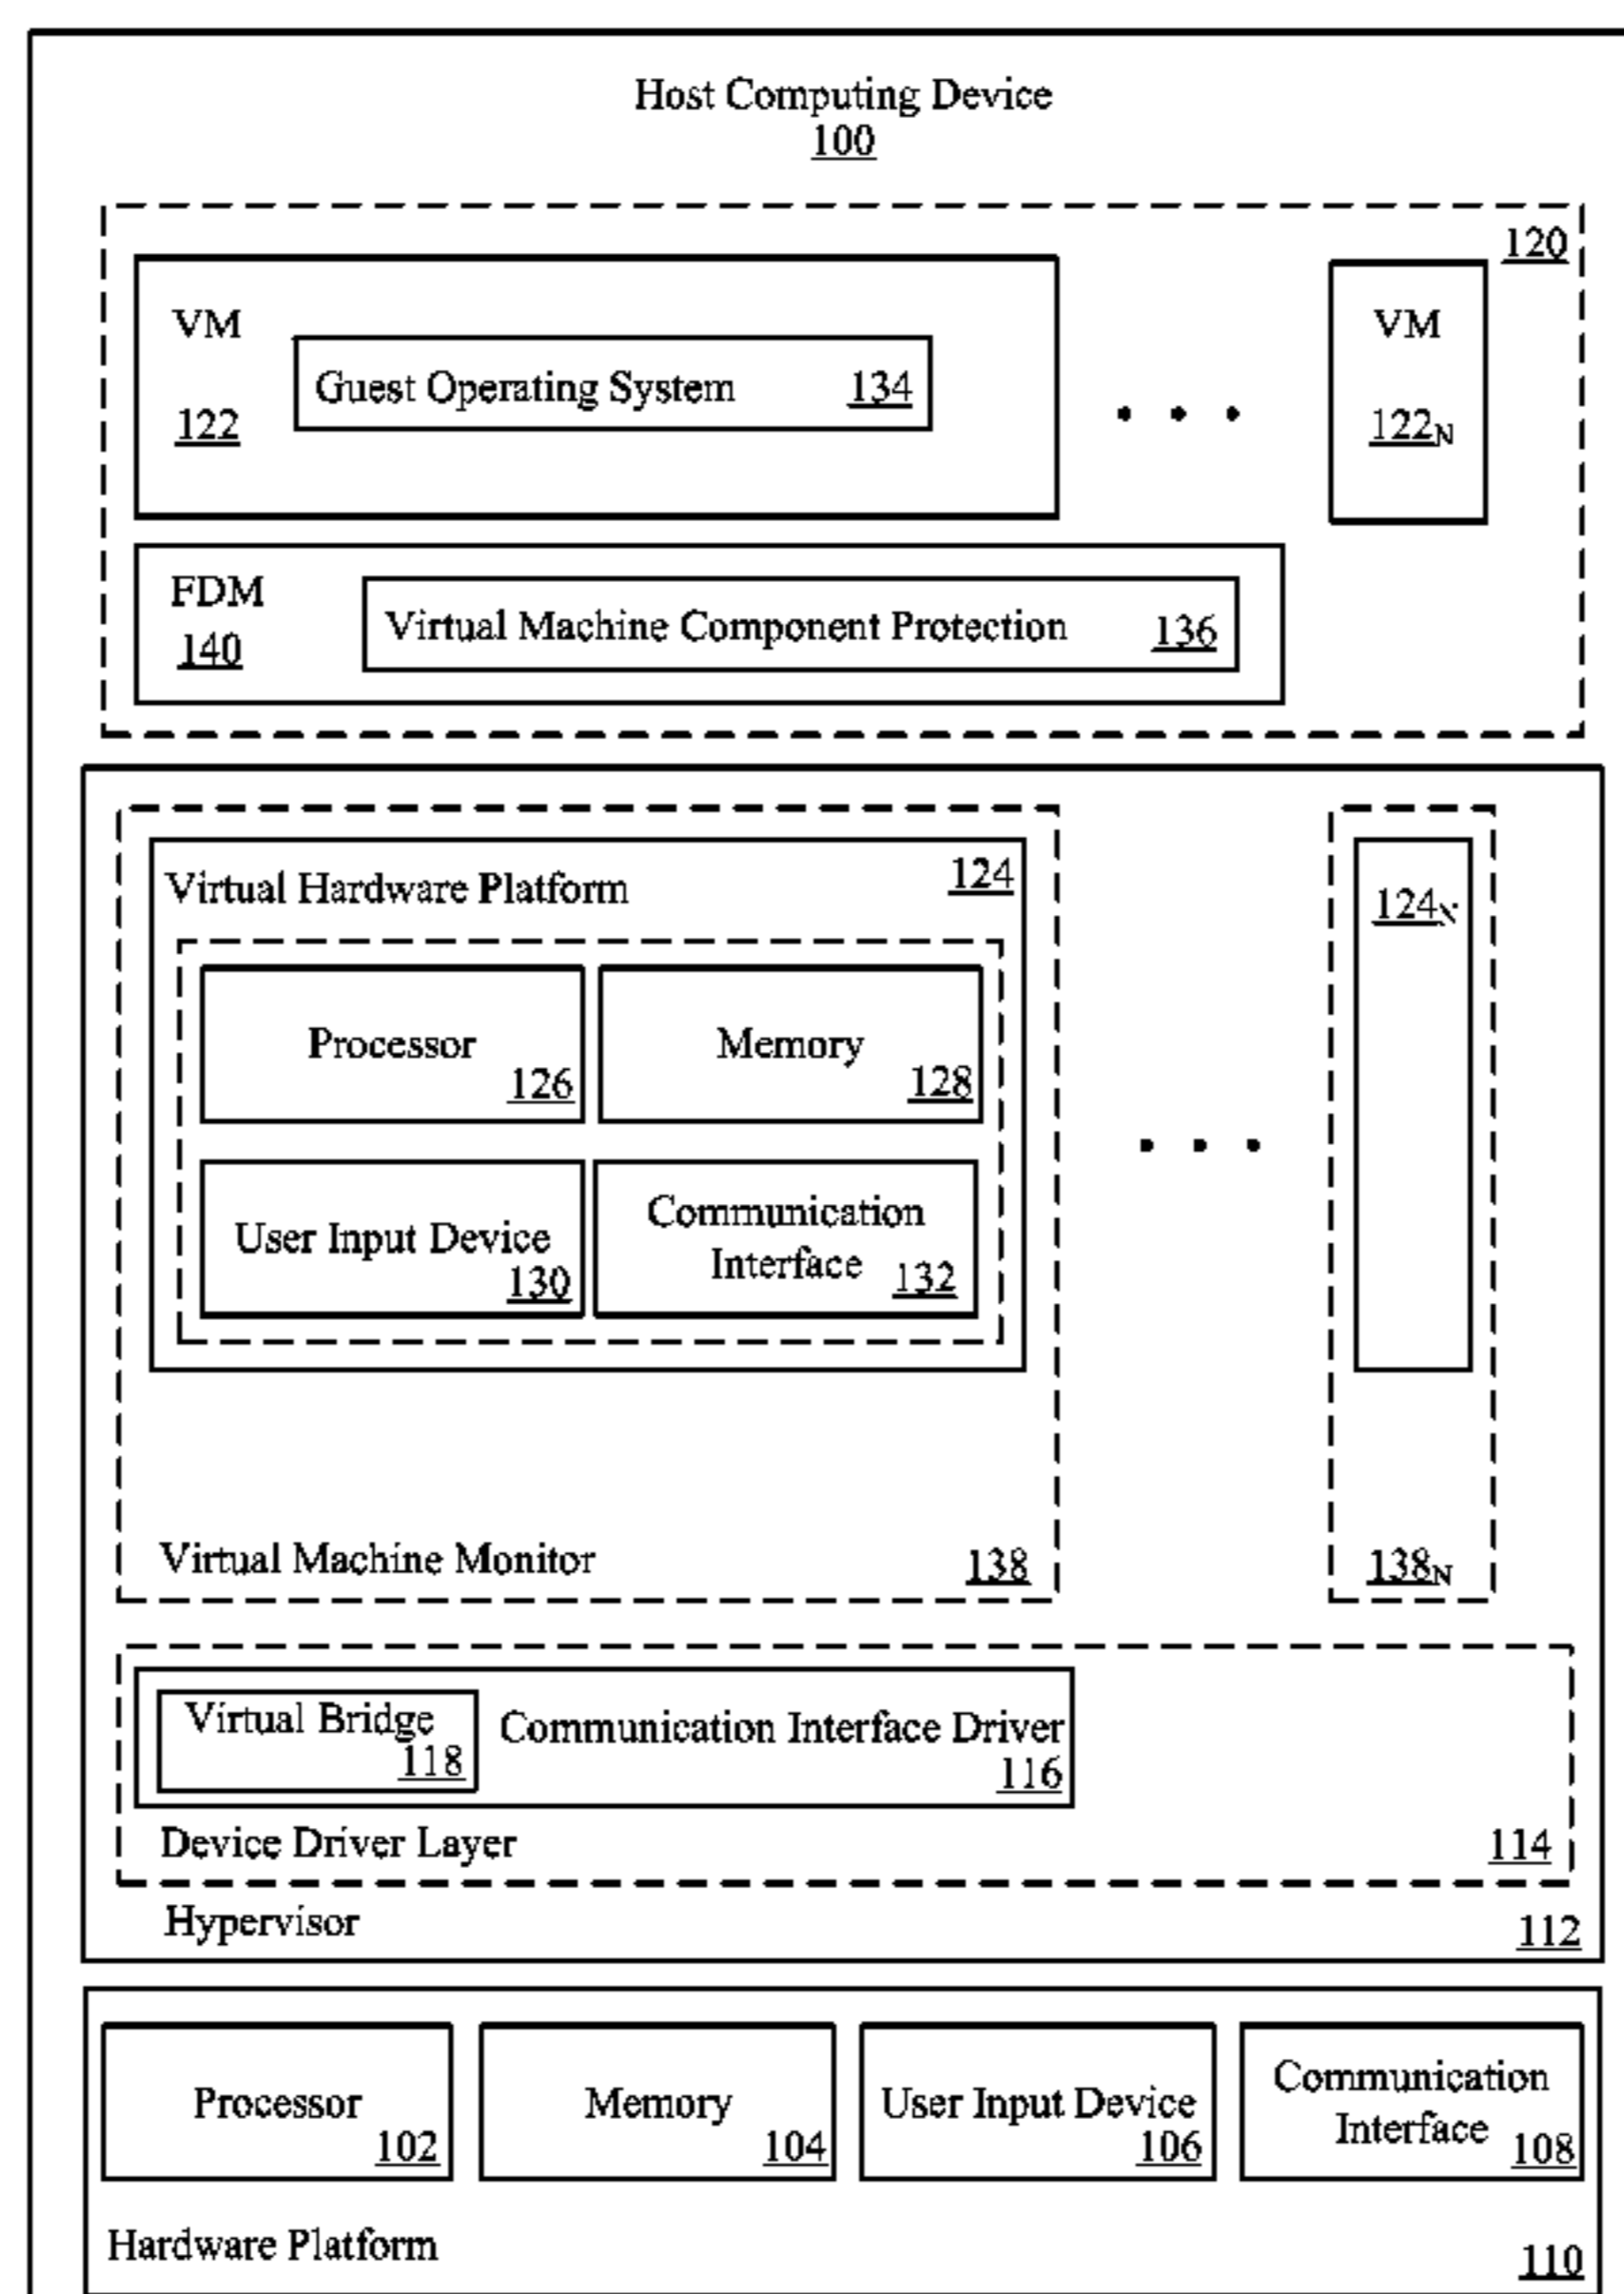 Host Computing Device
100
120
VM
122
Guest Operating System 134
. . .
VM
122N
FDM
140
Virtual Machine Component Protection 136
Virtual Hardware Platform 124
Processor
126
Memory
128
User Input Device
130
Communication
Interface 132
. . .
124N
Virtual Machine Monitor 138
138N
Virtual Bridge
118
Communication Interface Driver
116
Device Driver Layer 114
Hypervisor 112
Processor
102
Memory
104
User Input Device
106
Communication
Interface 108
Hardware Platform 110